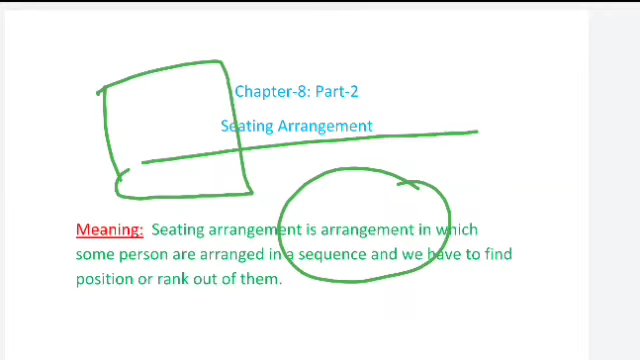 Chapter-8: Part-2
Seating Arrangement
Meaning: Seating arrangement is arrangement in which
some person are arranged in a sequence and we have to find
position or rank out of them.